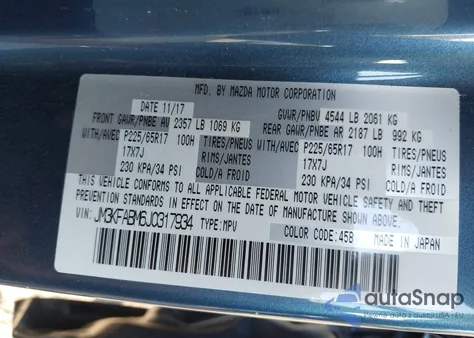 MFD. BY MAZDA MOTOR CORPORATION
DATE 11/17 GVWR/PNBV 4544 LB 2061 KG
FRONT GAWR/PNBE AV 2357 LB 1069 KG REAR GAWR/PNBE AR 2187 LB 992 KG
WITH/AVEC P225/65R17 100H TIRES/PNEUS WITH/AVEC P225/65R17 100H TIRES/PNEUS
17X7J RIMS/JANTES 17X7J RIMS/JANTES
230 KPA/34 PSI COLD/A FROID 230 KPA/34 PSI
THIS VEHICLE CONFORMS TO ALL APPLICABLE FEDERAL MOTOR VEHICLE SAFETY AND THEFT
PREVENTION STANDARDS IN EFFECT ON THE DATE OF MANUFACTURE SHOWN ABOVE.
VIN: JM3KFABM6J0317934 TYPE: MPV
COLOR CODE: 45B MADE IN JAPAN
autoSnap